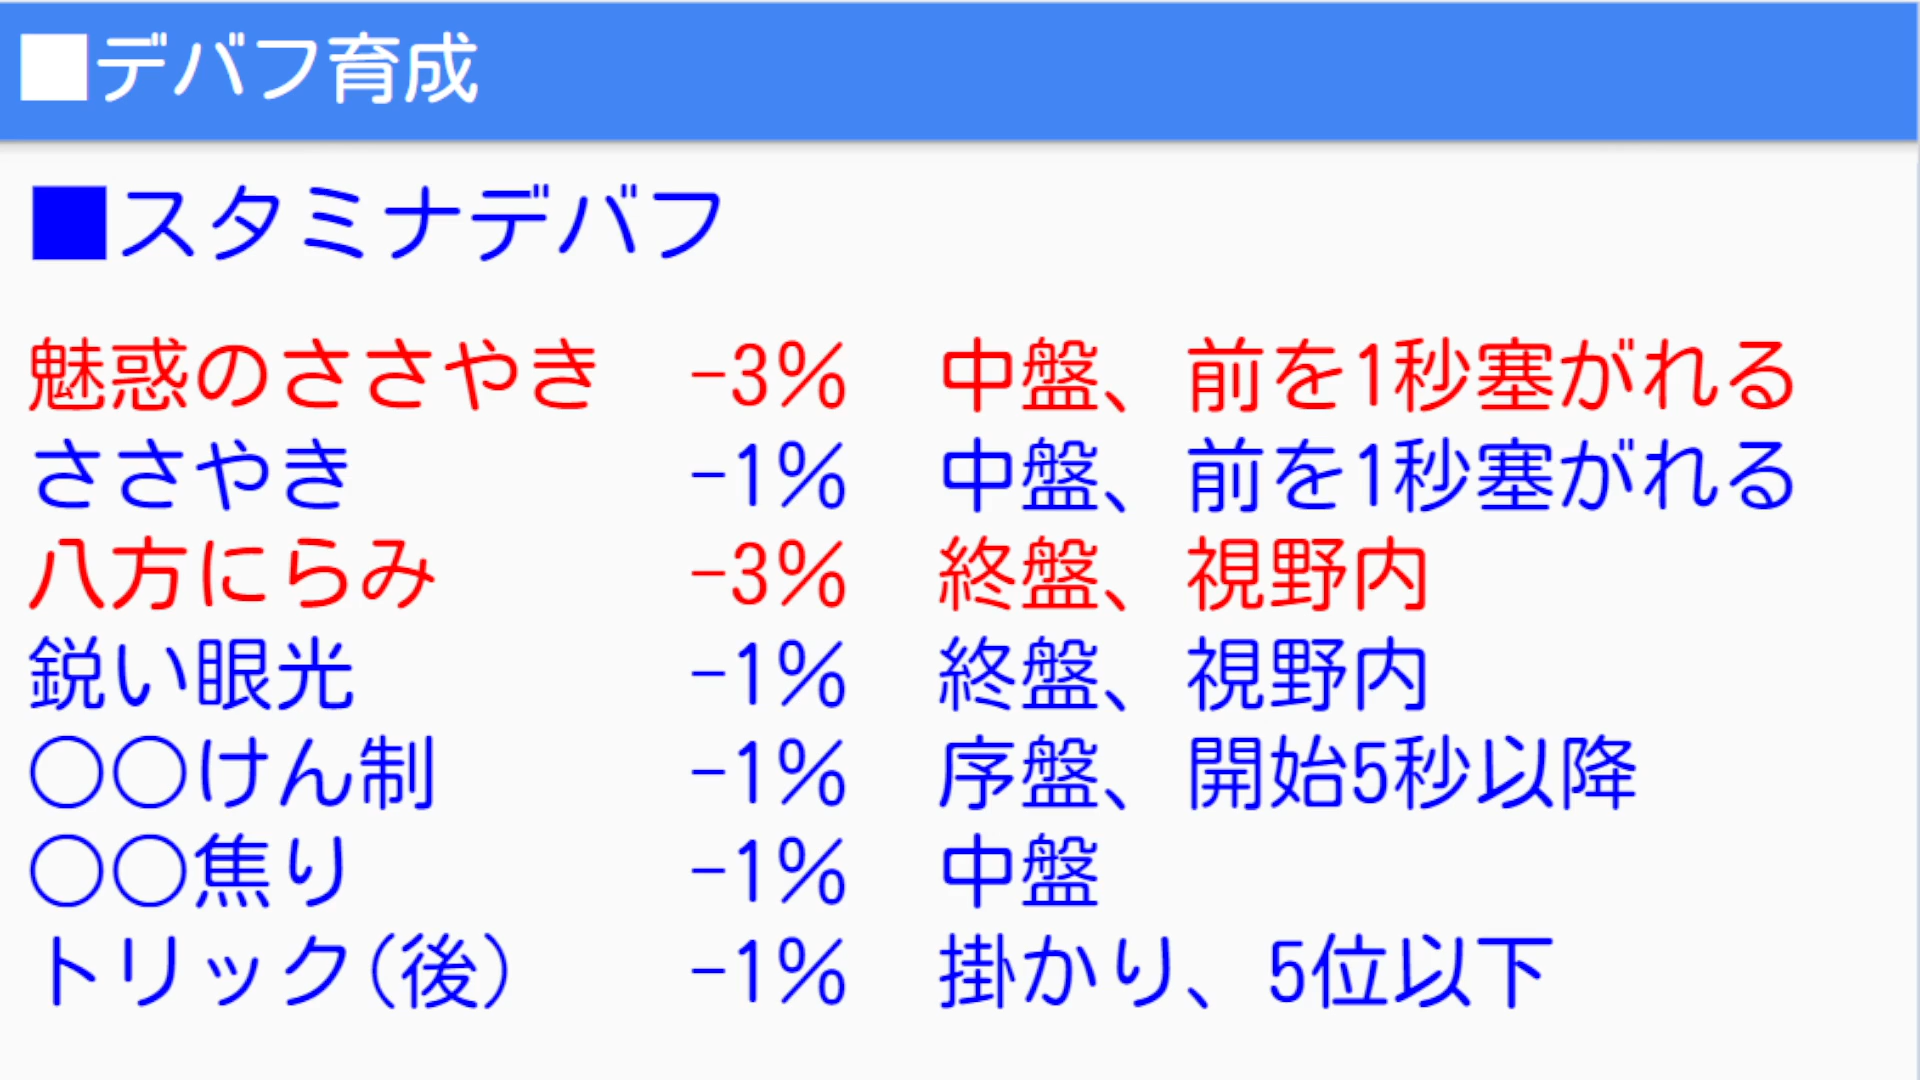 ■デバフ育成
■スタミナデバフ
魅惑のささやき -3% 中盤、前を1秒塞がれる
ささやき -1% 中盤、前を1秒塞がれる
八方にらみ -3% 終盤、視野内
鋭い眼光 -1% 終盤、視野内
○○けん制 -1% 序盤、開始5秒以降
○○焦り -1% 中盤
トリック(後) -1% 掛かり、5位以下